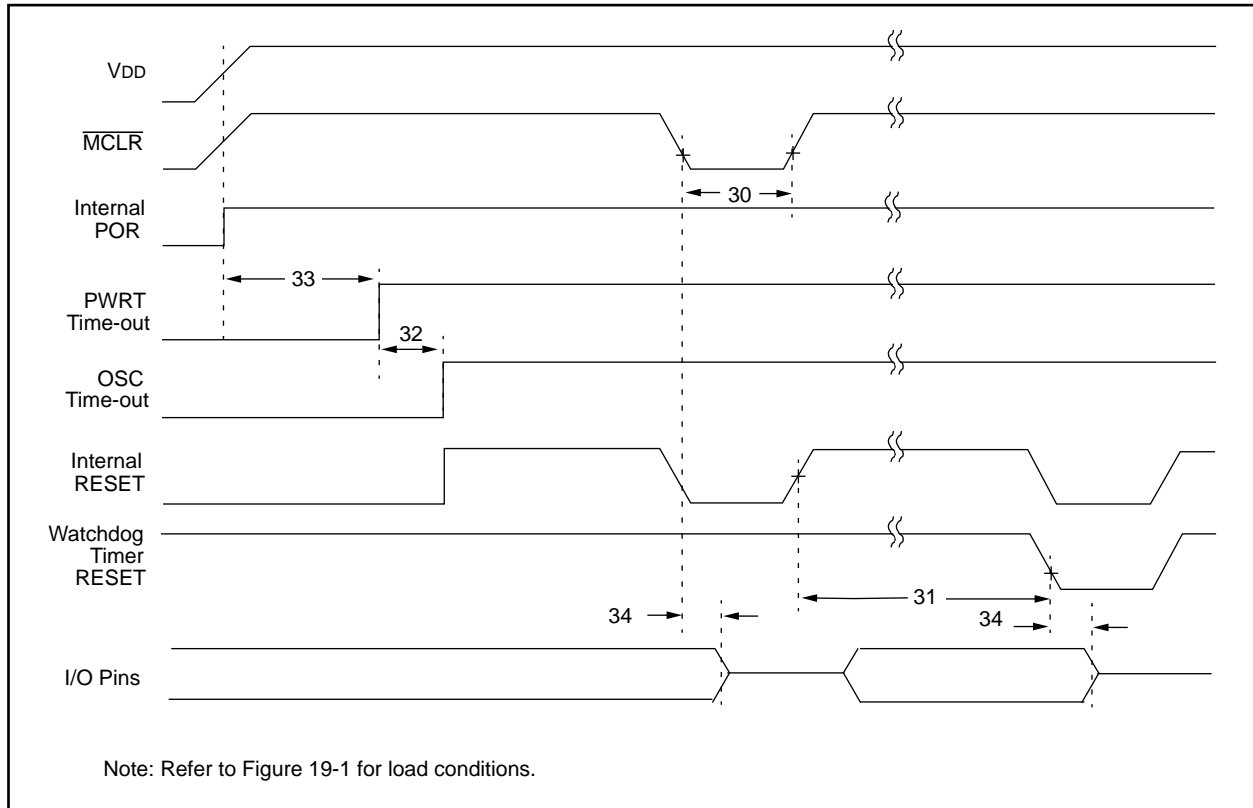 VDD
MCLR
30
Internal
POR
33
PWRT
Time-out
32
OSC
Time-out
Internal
RESET
Watchdog
Timer
RESET
31
34
34
I/O Pins
Note: Refer to Figure 19-1 for load conditions.